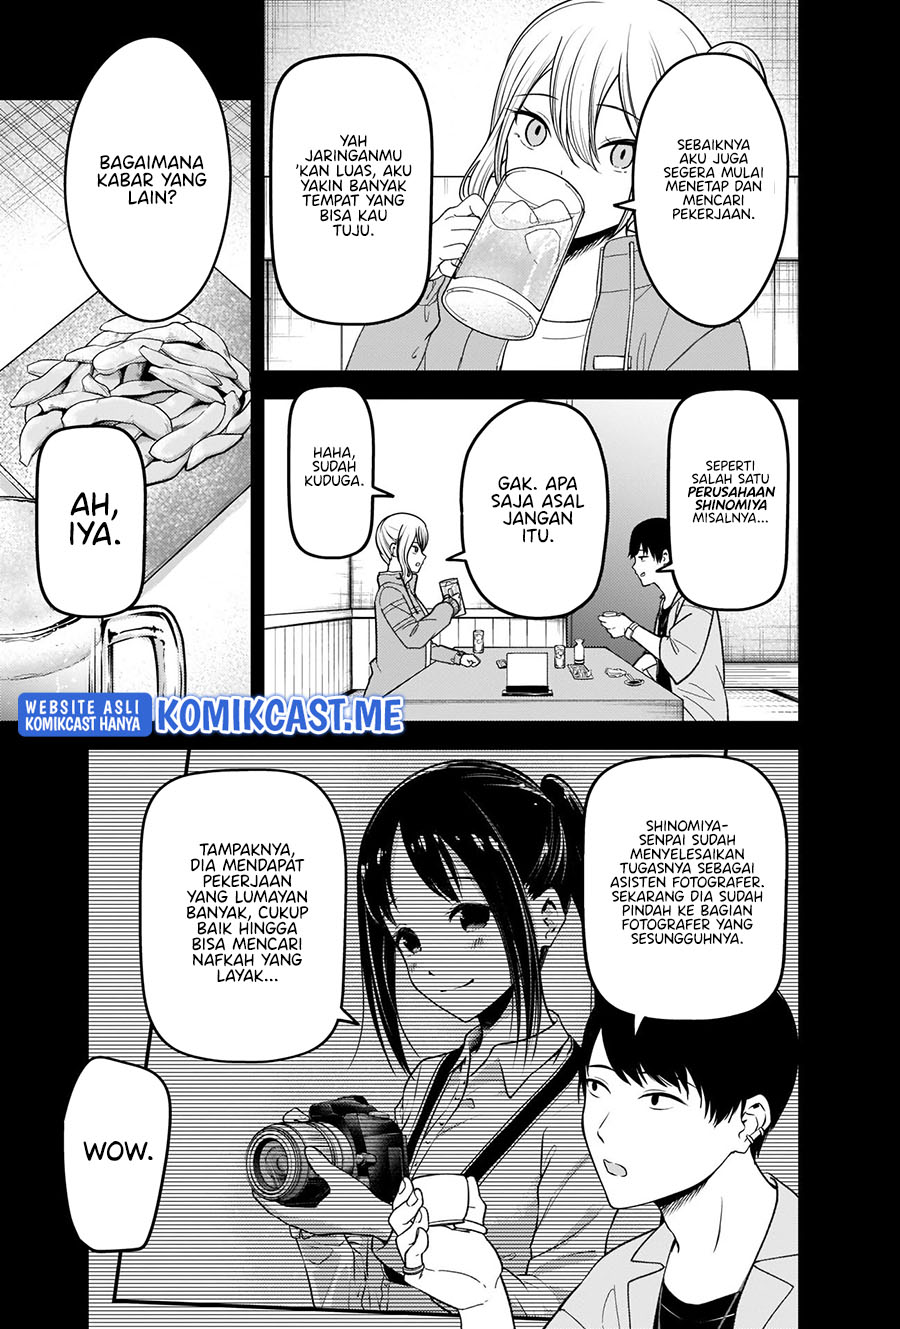 SEBAIKNYA
AKU JUGA
SEGERA MULAI
MENETAP DAN
MENCARI
PEKERJAAN.
YAH
JARINGANMU
'KAN LUAS, AKU
YAKIN BANYAK
TEMPAT YANG
BISA KAU
TUJU.
SEPERTI
SALAH SATU
PERUSAHAAN
SHINOMIYA
MISALNYA...
GAK. APA
SAJA ASAL
JANGAN
ITU.
HAHA,
SUDAH
KUDUGA.
BAGAIMANA
KABAR YANG
LAIN?
AH,
IYA.
WEBSITE ASLI
KOMIKCAST HANYA
KOMIKCAST.ME
SHINOMIYA-
SENPAI SUDAH
MENYELESAIKAN
TUGASNYA SEBAGAI
ASISTEN FOTOGRAFER.
SEKARANG DIA SUDAH
PINDAH KE BAGIAN
FOTOGRAFER YANG
SESUNGGUHNYA.
TAMPAKNYA,
DIA MENDAPAT
PEKERJAAN
YANG LUMAYAN
BANYAK, CUKUP
BAIK HINGGA
BISA MENCARI
NAFKAH YANG
LAYAK...
WOW.